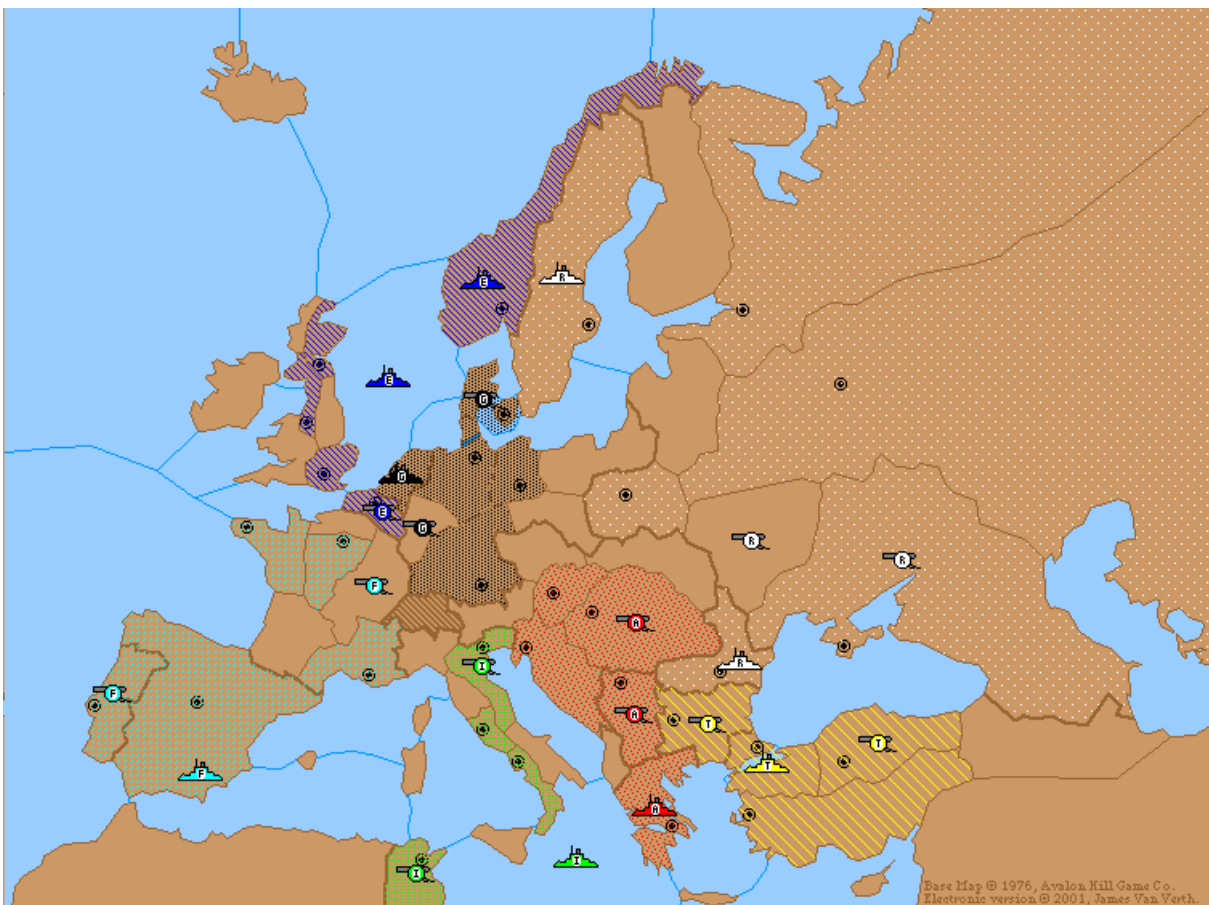 R
E
E
G
G
E
G
R
F
R
A
R
I
F
A
T
T
F
T
A
I
I
Base Map © 1976, Avalon Hill Game Co.
Electronic version © 2001, James Van Verth.